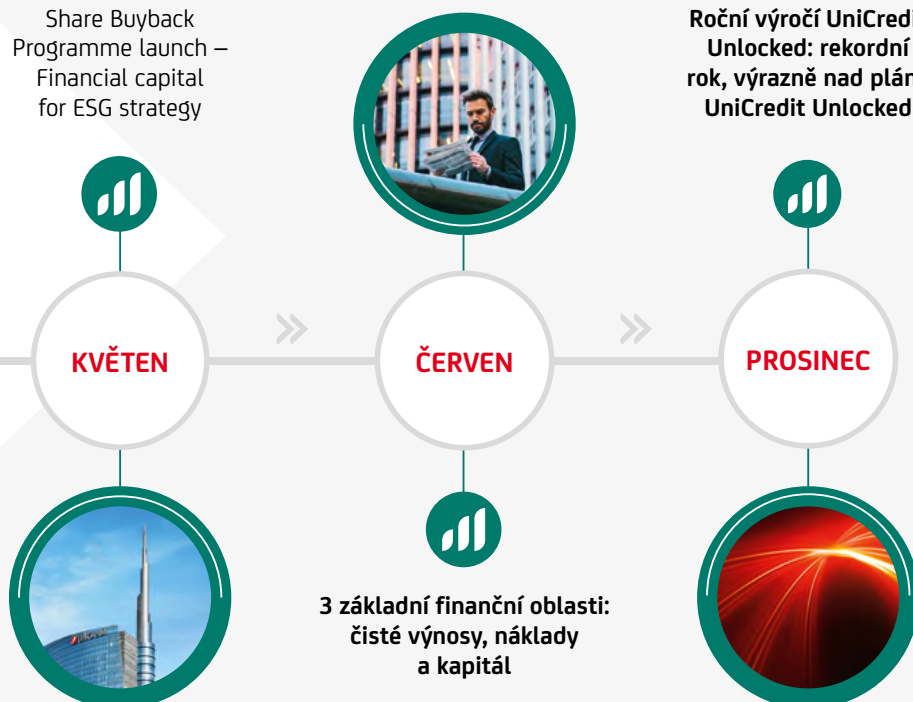 Share Buyback
Programme launch –
Financial capital
for ESG strategy
KVĚTEN
ČERVEN
3 základní finanční oblasti:
čisté výnosy, náklady
a kapitál
Roční výročí UniCredi
Unlocked: rekordní
rok, výrazně nad plán
UniCredit Unlocked
PROSINEC